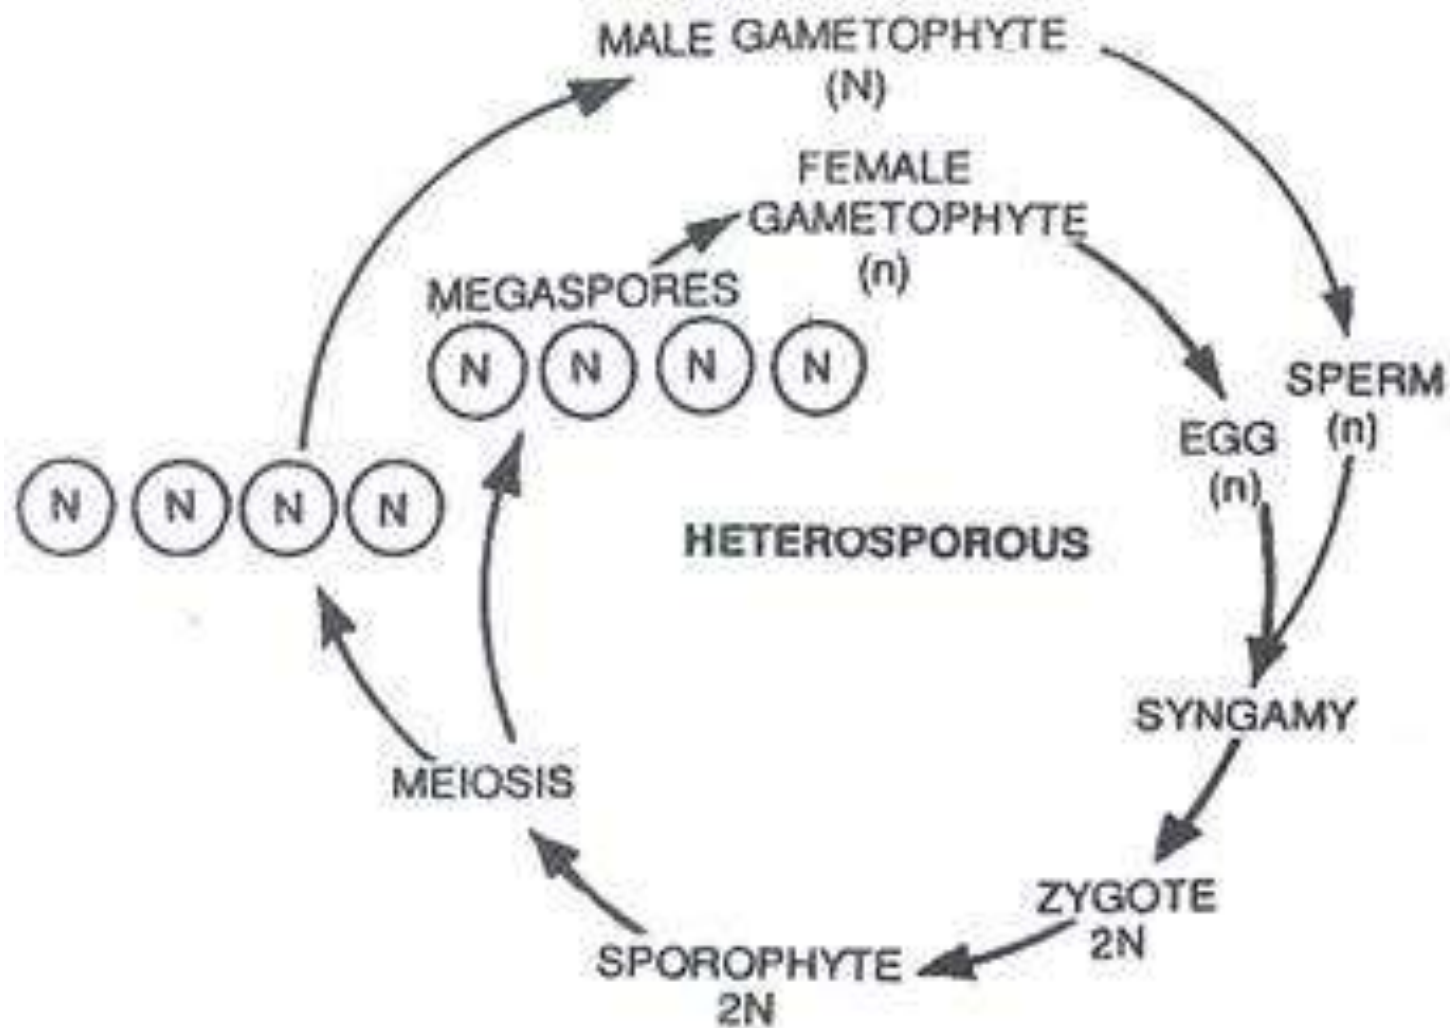 MALE GAMETOPHYTE
(N)
FEMALE
GAMETOPHYTE
(n)
MEGASPORES
N N N N
SPERM
(n)
EGG
(n)
N N N N
HETEROSPOROUS
SYNGAMY
MEIOSIS
ZYGOTE
2N
SPOROPHYTE
2N